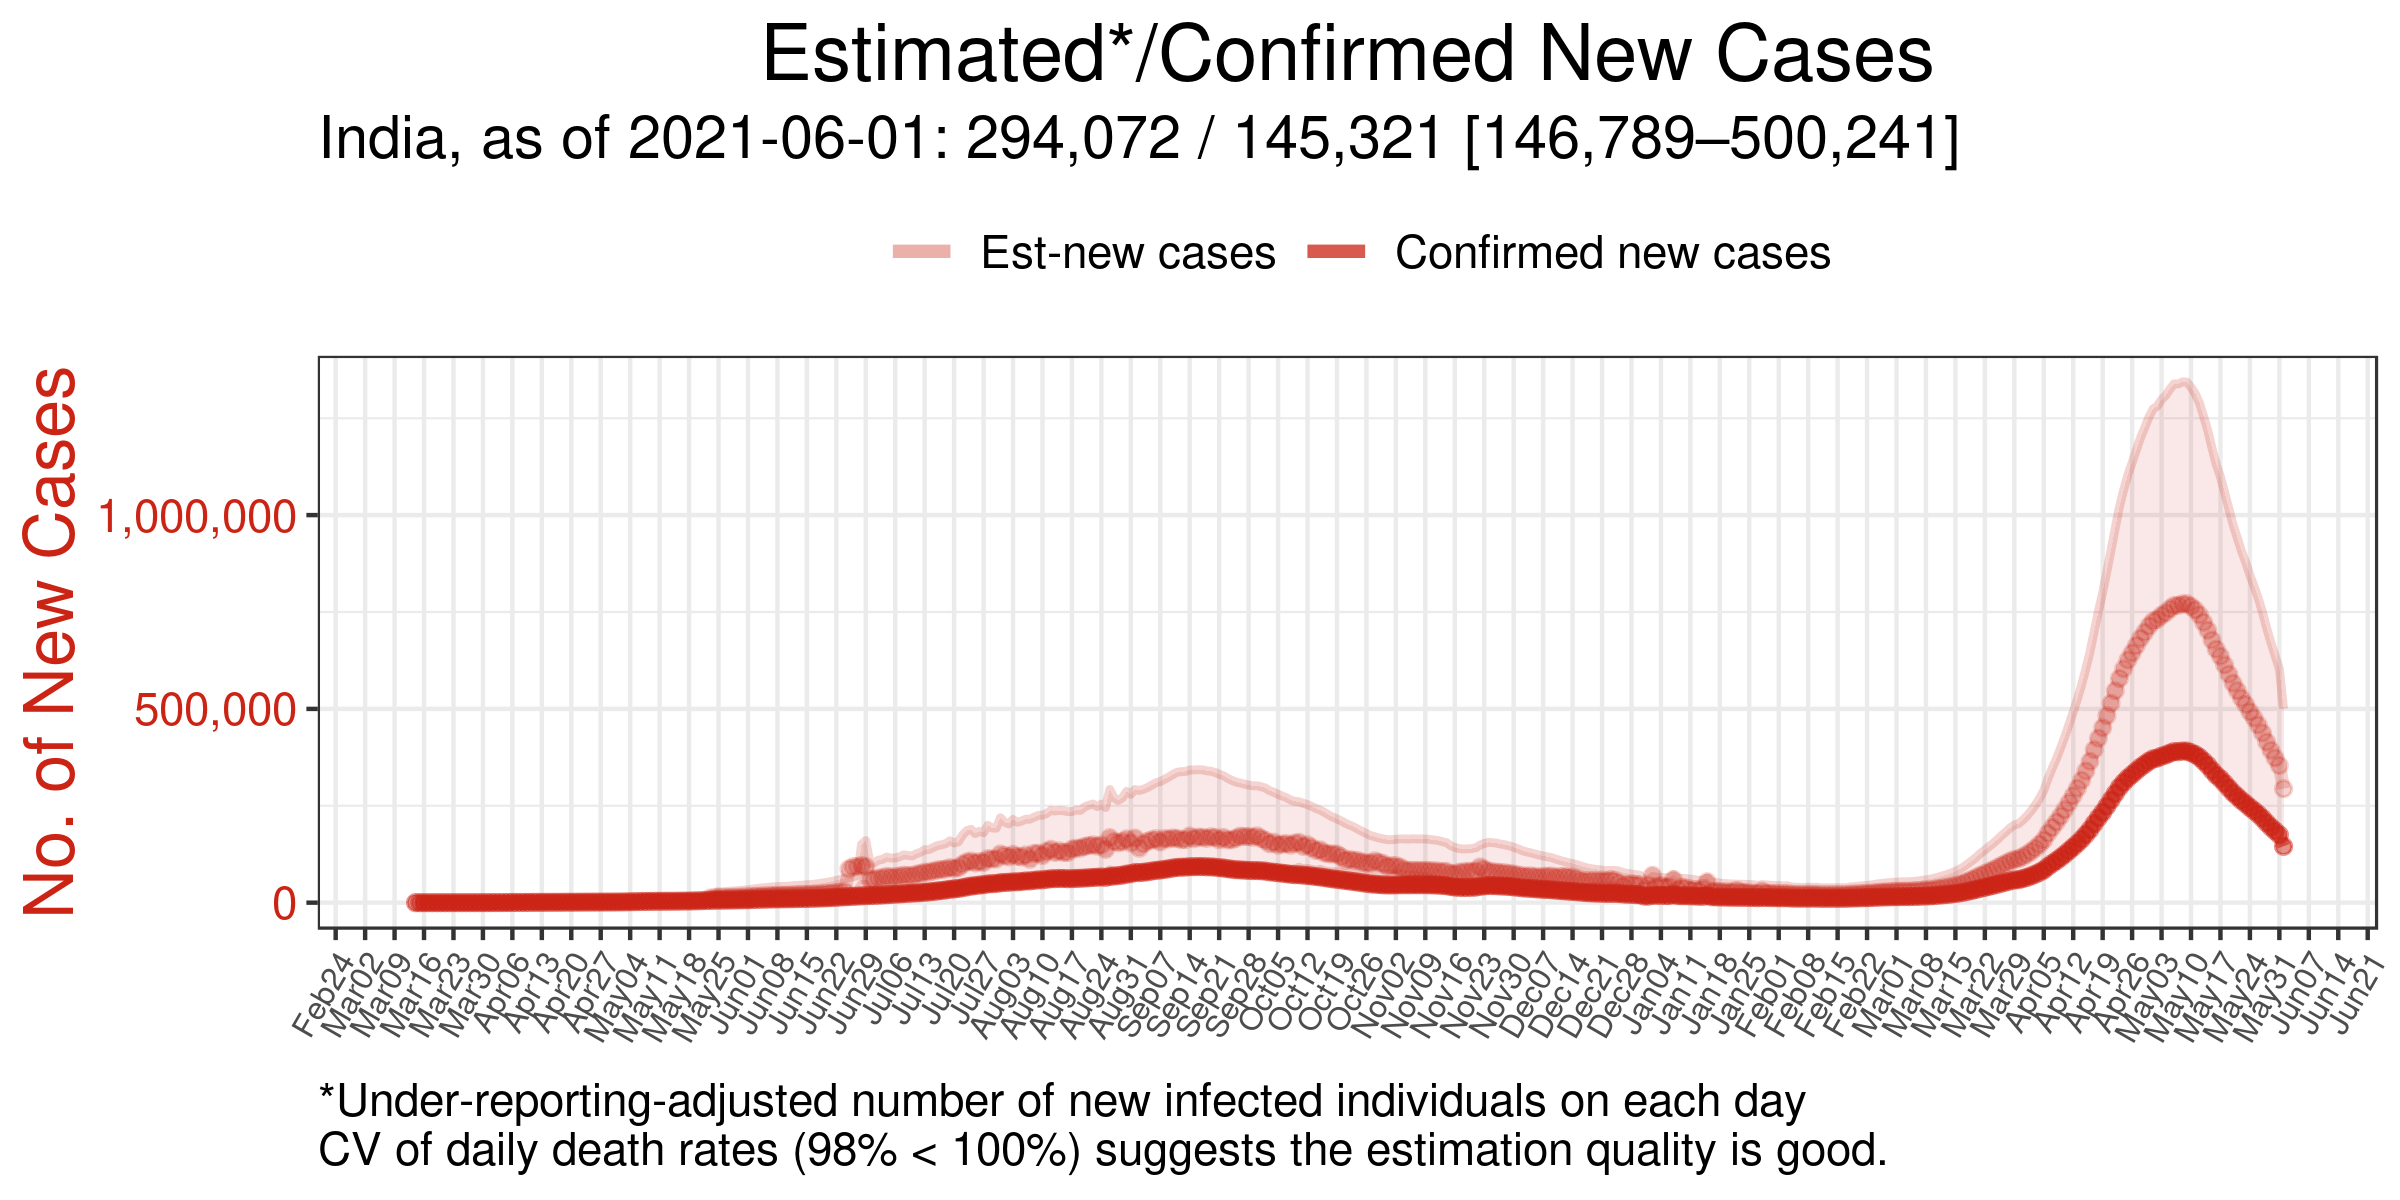 Estimated*/Confirmed New Cases
India, as of 2021-06-01: 294,072 / 145,321 [146,789–500,241]
Est-new cases Confirmed new cases
No. of New Cases
1,000,000
500,000
0
Feb24 Mar02 Mar09 Mar16 Mar23 Mar30 Apr06 Apr13 Apr20 Apr27 May04 May11 May18 May25 Jun01 Jun08 Jun15 Jun22 Jun29 Jul06 Jul13 Jul20 Jul27 Aug03 Aug10 Aug17 Aug24 Aug31 Sep07 Sep14 Sep21 Sep28 Oct05 Oct12 Oct19 Oct26 Nov02 Nov09 Nov16 Nov23 Nov30 Dec07 Dec14 Dec21 Dec28 Jan04 Jan11 Jan18 Jan25 Feb01 Feb08 Feb15 Feb22 Mar01 Mar08 Mar15 Mar22 Mar29 Apr05 Apr12 Apr19 Apr26 May03 May10 May17 May24 May31 Jun07 Jun14 Jun21
*Under-reporting-adjusted number of new infected individuals on each day
CV of daily death rates (98% < 100%) suggests the estimation quality is good.